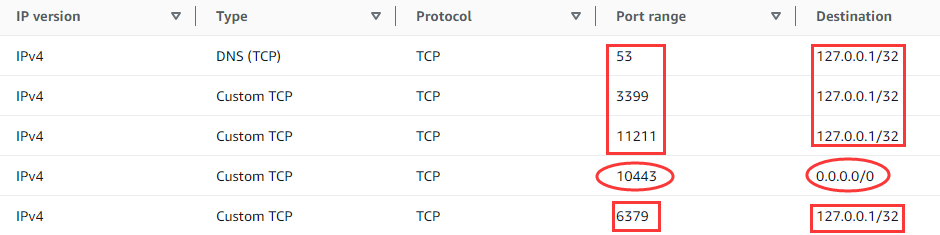 IP version Type Protocol Port range Destination
IPv4 DNS (TCP) TCP 53 127.0.0.1/32
IPv4 Custom TCP TCP 3399 127.0.0.1/32
IPv4 Custom TCP TCP 11211 127.0.0.1/32
IPv4 Custom TCP TCP 10443 0.0.0.0/0
IPv4 Custom TCP TCP 6379 127.0.0.1/32